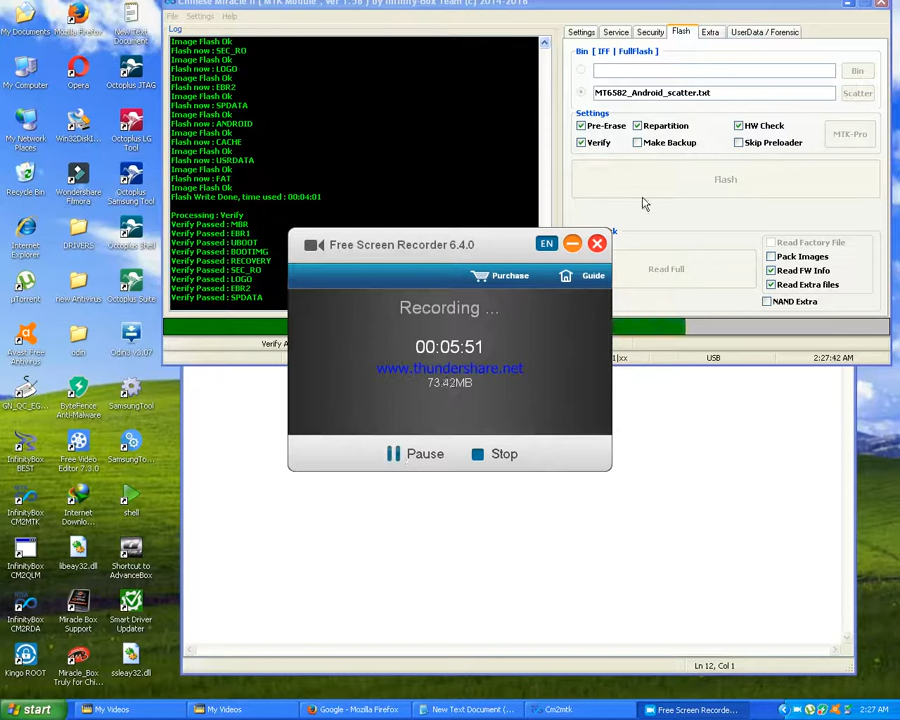 Chinese Miracle II ( MTK Module , Ver 1.58 ) by Infinity-Box Team (c) 2014-2016
File Settings
Log
Image Flash Ok
Flash now : SEC_RO
Image Flash Ok
Flash now : LOGO
Image Flash Ok
Flash now : EBR2
Image Flash Ok
Flash now : SPDATA
Image Flash Ok
Flash now : ANDROID
Image Flash Ok
Flash now : CACHE
Image Flash Ok
Flash now : USRDATA
Image Flash Ok
Flash now : FAT
Image Flash Ok
Flash Write Done, time used : 00:04:01
Processing : Verify
Verify Passed : MBR
Verify Passed : EBR1
Verify Passed : UBOOT
Verify Passed : BOOTIMG
Verify Passed : RECOVERY
Verify Passed : SEC_RO
Verify Passed : LOGO
Verify Passed : EBR2
Verify Passed : SPDATA
Settings Service Security Flash Extra UserData / Forensic
Bin [ IFF | FullFlash ]
Bin
MT6582_Android_scatter.txt
Scatter
Settings
Pre-Erase Repartition HW Check
MTK-Pro
Verify Make Backup Skip Preloader
Flash
Read Full
Read Factory File
Pack Images
Read FW Info
Read Extra files
NAND Extra
USB
2:27:42 AM
Free Screen Recorder 6.4.0
EN
Purchase Guide
Recording ...
00:05:51
www.thundershare.net
73.42MB
Pause Stop
My Documents
Mozilla Firefox
New Text Document
My Computer
Opera
Octoplus JTAG
My Network Places
Win32DiskI...
Octoplus LG Tool
Recycle Bin
Wondershare Filmora
Octoplus Suite
Internet Explorer
DRIVERS
Octoplus Shell
µTorrent
new Antivirus
Octoplus Suite
Avast Free Antivirus
odin
Odin3 v3.07
GN_QC_EG...
ByteFence Anti-Malware
SamsungTool
InfinityBox BEST
Free Video Editor 7.3.0
SamsungTo...
InfinityBox CM2MTK
Internet Downlo...
shell
InfinityBox CM2QLM
libeay32.dll
Shortcut to AdvanceBox
InfinityBox CM2RDA
Miracle Box Support
Smart Driver Updater
Kingo ROOT
Miracle_Box Truly for Chi...
ssleay32.dll
Ln 12, Col 1
start
My Videos
My Videos
Google - Mozilla Firefox
New Text Document (...
Cm2mtk
Free Screen Recorde...
2:27 AM